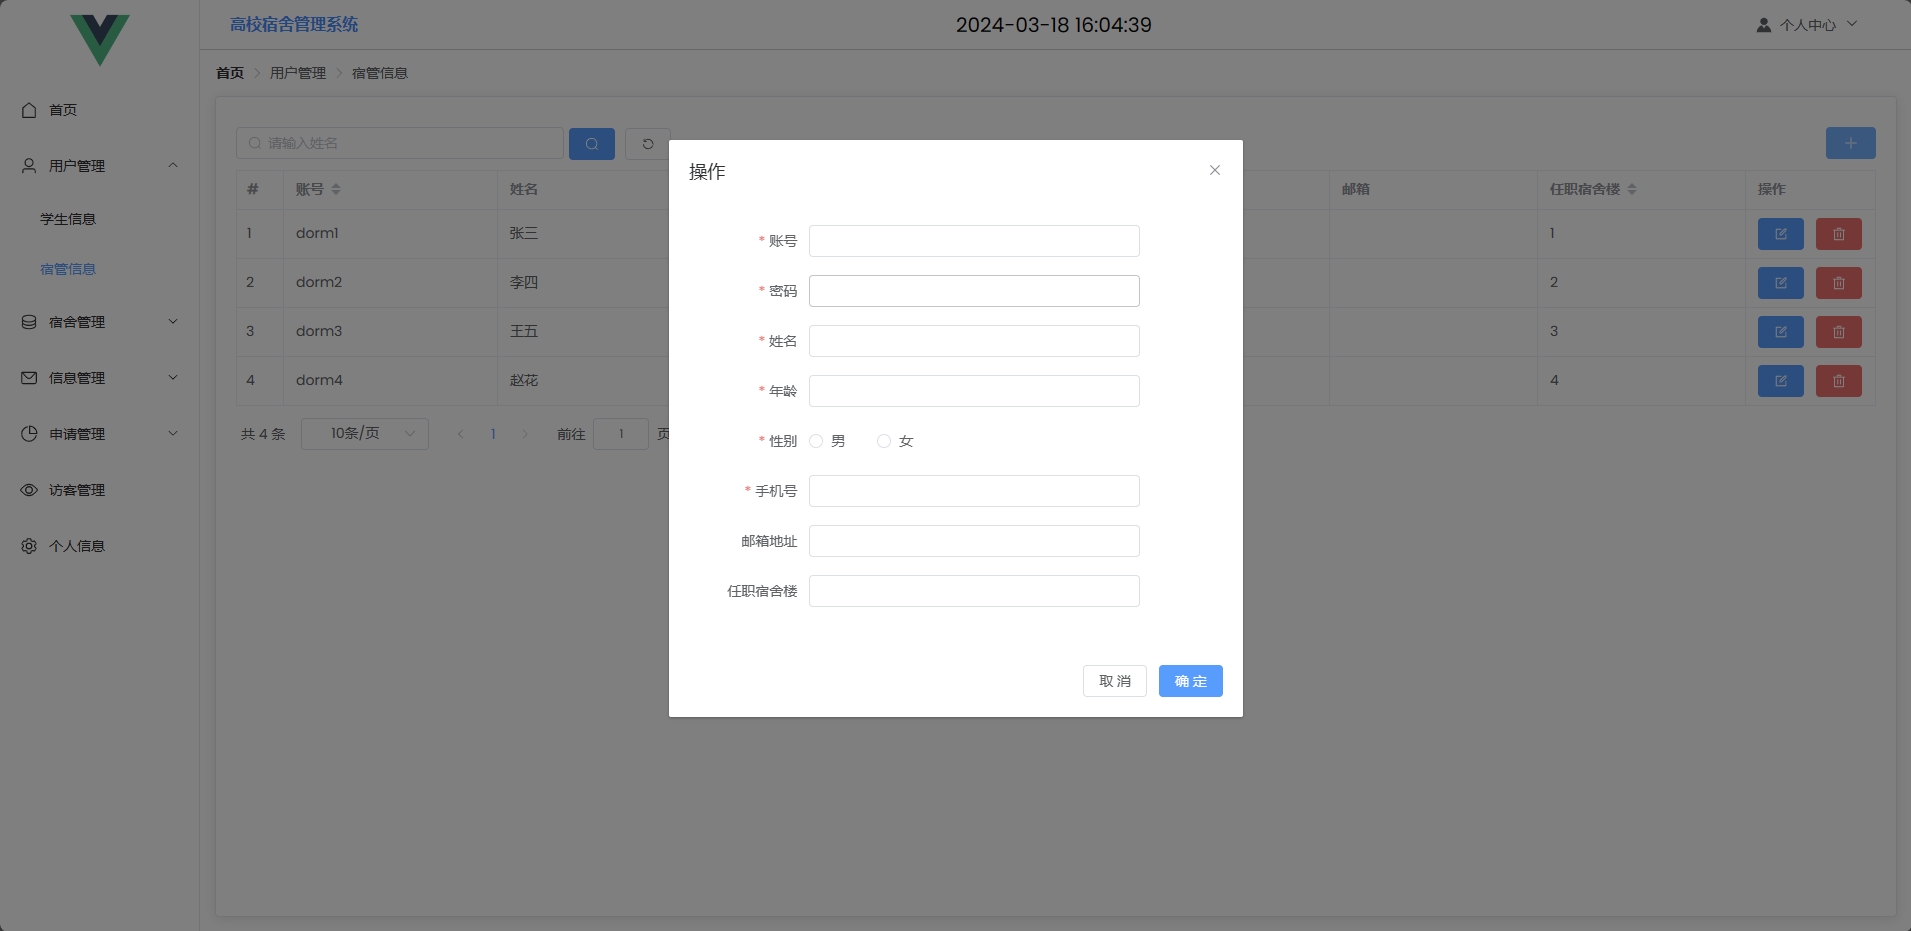 高校宿舍管理系统
2024-03-18 16:04:39
个人中心
首页
用户管理
学生信息
宿管信息
宿舍管理
信息管理
申请管理
访客管理
个人信息
首页 > 用户管理 > 宿管信息
请输入姓名
# 账号 姓名 邮箱 任职宿舍楼 操作
1 dorm1 张三 1
2 dorm2 李四 2
3 dorm3 王五 3
4 dorm4 赵花 4
共 4 条 10条/页 1 前往 1 页
操作
* 账号
* 密码
* 姓名
* 年龄
* 性别 男 女
* 手机号
邮箱地址
任职宿舍楼
取 消 确 定